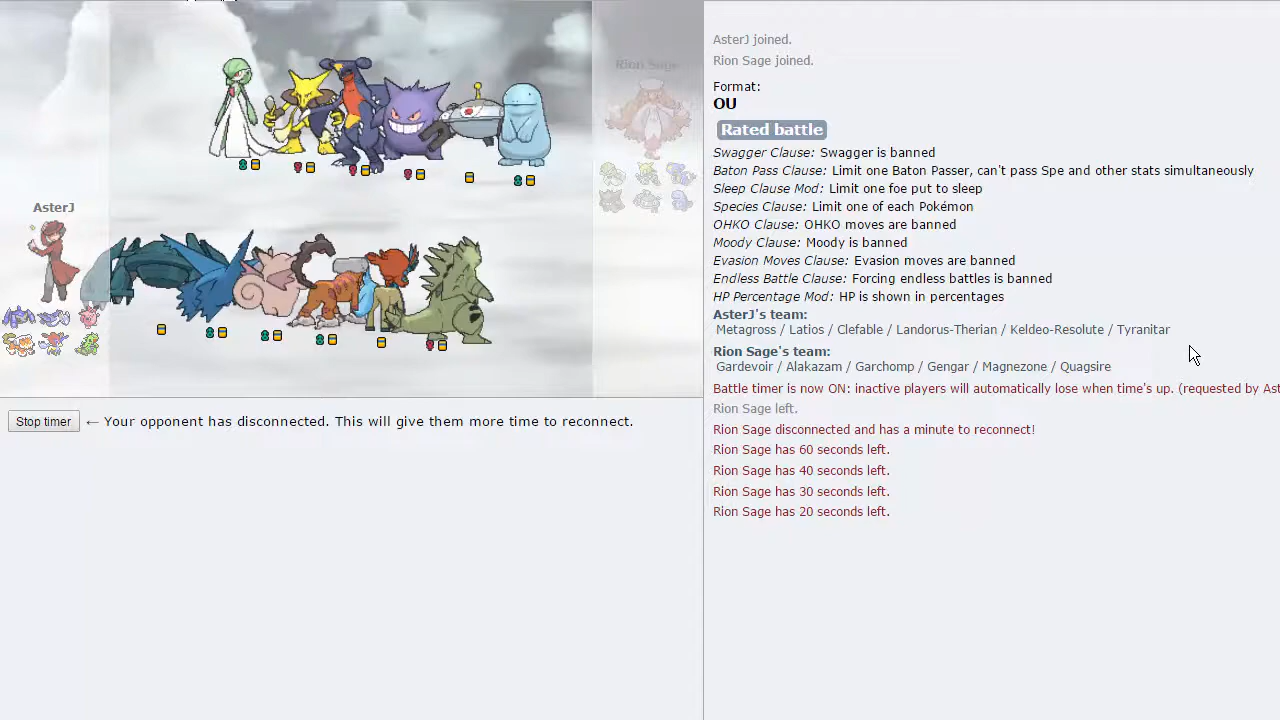 Rion Sage
AsterJ
Stop timer
← Your opponent has disconnected. This will give them more time to reconnect.
AsterJ joined.
Rion Sage joined.
Format:
OU
Rated battle
Swagger Clause: Swagger is banned
Baton Pass Clause: Limit one Baton Passer, can't pass Spe and other stats simultaneously
Sleep Clause Mod: Limit one foe put to sleep
Species Clause: Limit one of each Pokémon
OHKO Clause: OHKO moves are banned
Moody Clause: Moody is banned
Evasion Moves Clause: Evasion moves are banned
Endless Battle Clause: Forcing endless battles is banned
HP Percentage Mod: HP is shown in percentages
AsterJ's team:
Metagross / Latios / Clefable / Landorus-Therian / Keldeo-Resolute / Tyranitar
Rion Sage's team:
Gardevoir / Alakazam / Garchomp / Gengar / Magnezone / Quagsire
Battle timer is now ON: inactive players will automatically lose when time's up. (requested by Ast
Rion Sage left.
Rion Sage disconnected and has a minute to reconnect!
Rion Sage has 60 seconds left.
Rion Sage has 40 seconds left.
Rion Sage has 30 seconds left.
Rion Sage has 20 seconds left.